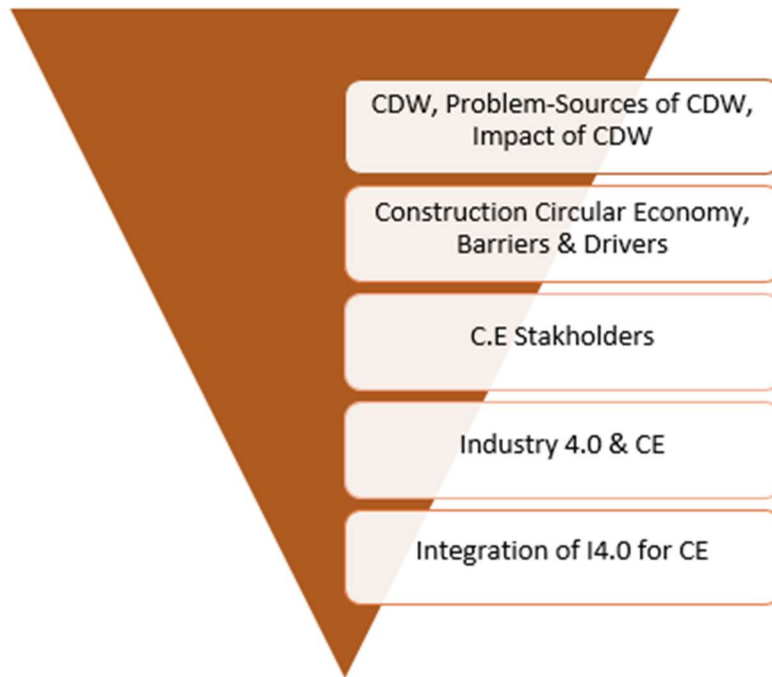 CDW, Problem-Sources of CDW,
Impact of CDW
Construction Circular Economy,
Barriers & Drivers
C.E Stakholders
Industry 4.0 & CE
Integration of I4.0 for CE